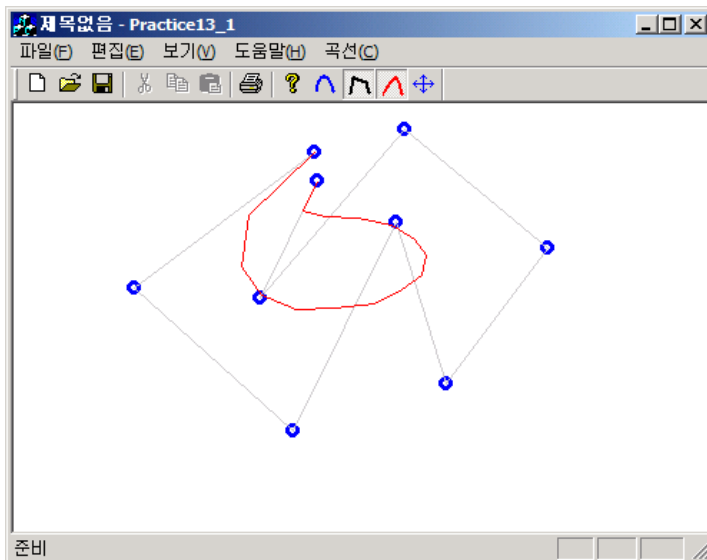 제목없음 - Practice13_1
파일(F) 편집(E) 보기(V) 도움말(H) 곡선(C)
준비